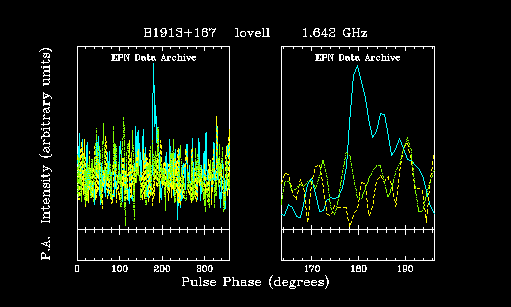 B1913+167 lovell 1.642 GHz
EPN Data Archive EPN Data Archive
P.A. Intensity (arbitrary units)
0 100 200 300 170 180 190
Pulse Phase (degrees)